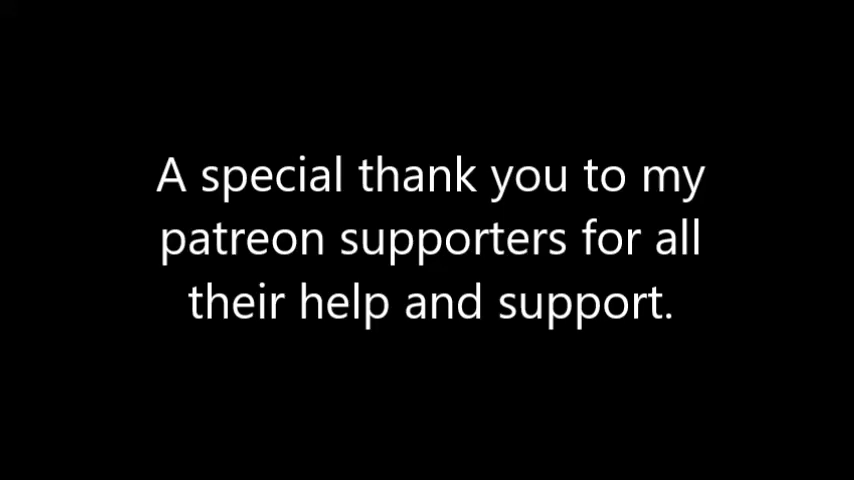 A special thank you to my
patreon supporters for all
their help and support.